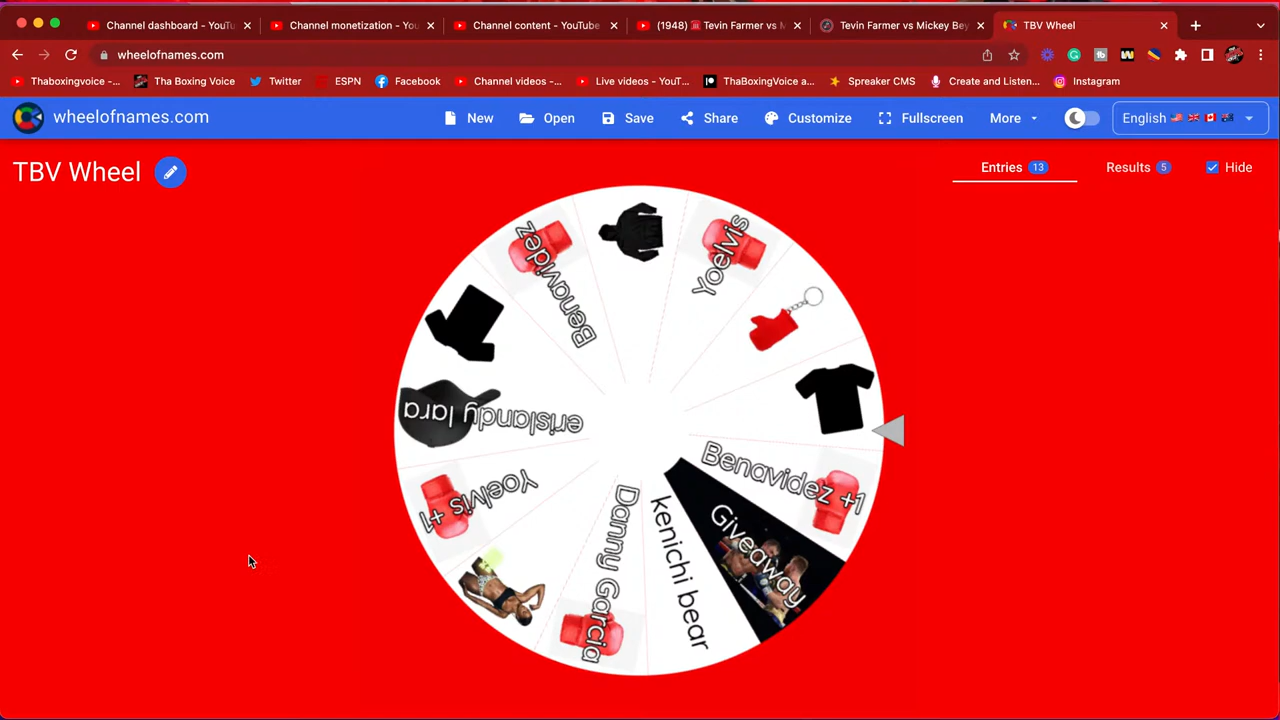 Channel dashboard - YouTu
Channel monetization - You
Channel content - YouTube
(1948) Tevin Farmer vs M
Tevin Farmer vs Mickey Bey
TBV Wheel
wheelofnames.com
Thaboxingvoice -...
Tha Boxing Voice
Twitter
ESPN
Facebook
Channel videos -...
Live videos - YouT...
ThaBoxingVoice a...
Spreaker CMS
Create and Listen...
Instagram
wheelofnames.com
New
Open
Save
Share
Customize
Fullscreen
More
English
TBV Wheel
Entries 13
Results 5
Hide
Yoelvis
Benavidez +1
Giveaway
kenichi bear
Danny Garcia
Yoelvis +1
erislandy lara
Benavidez